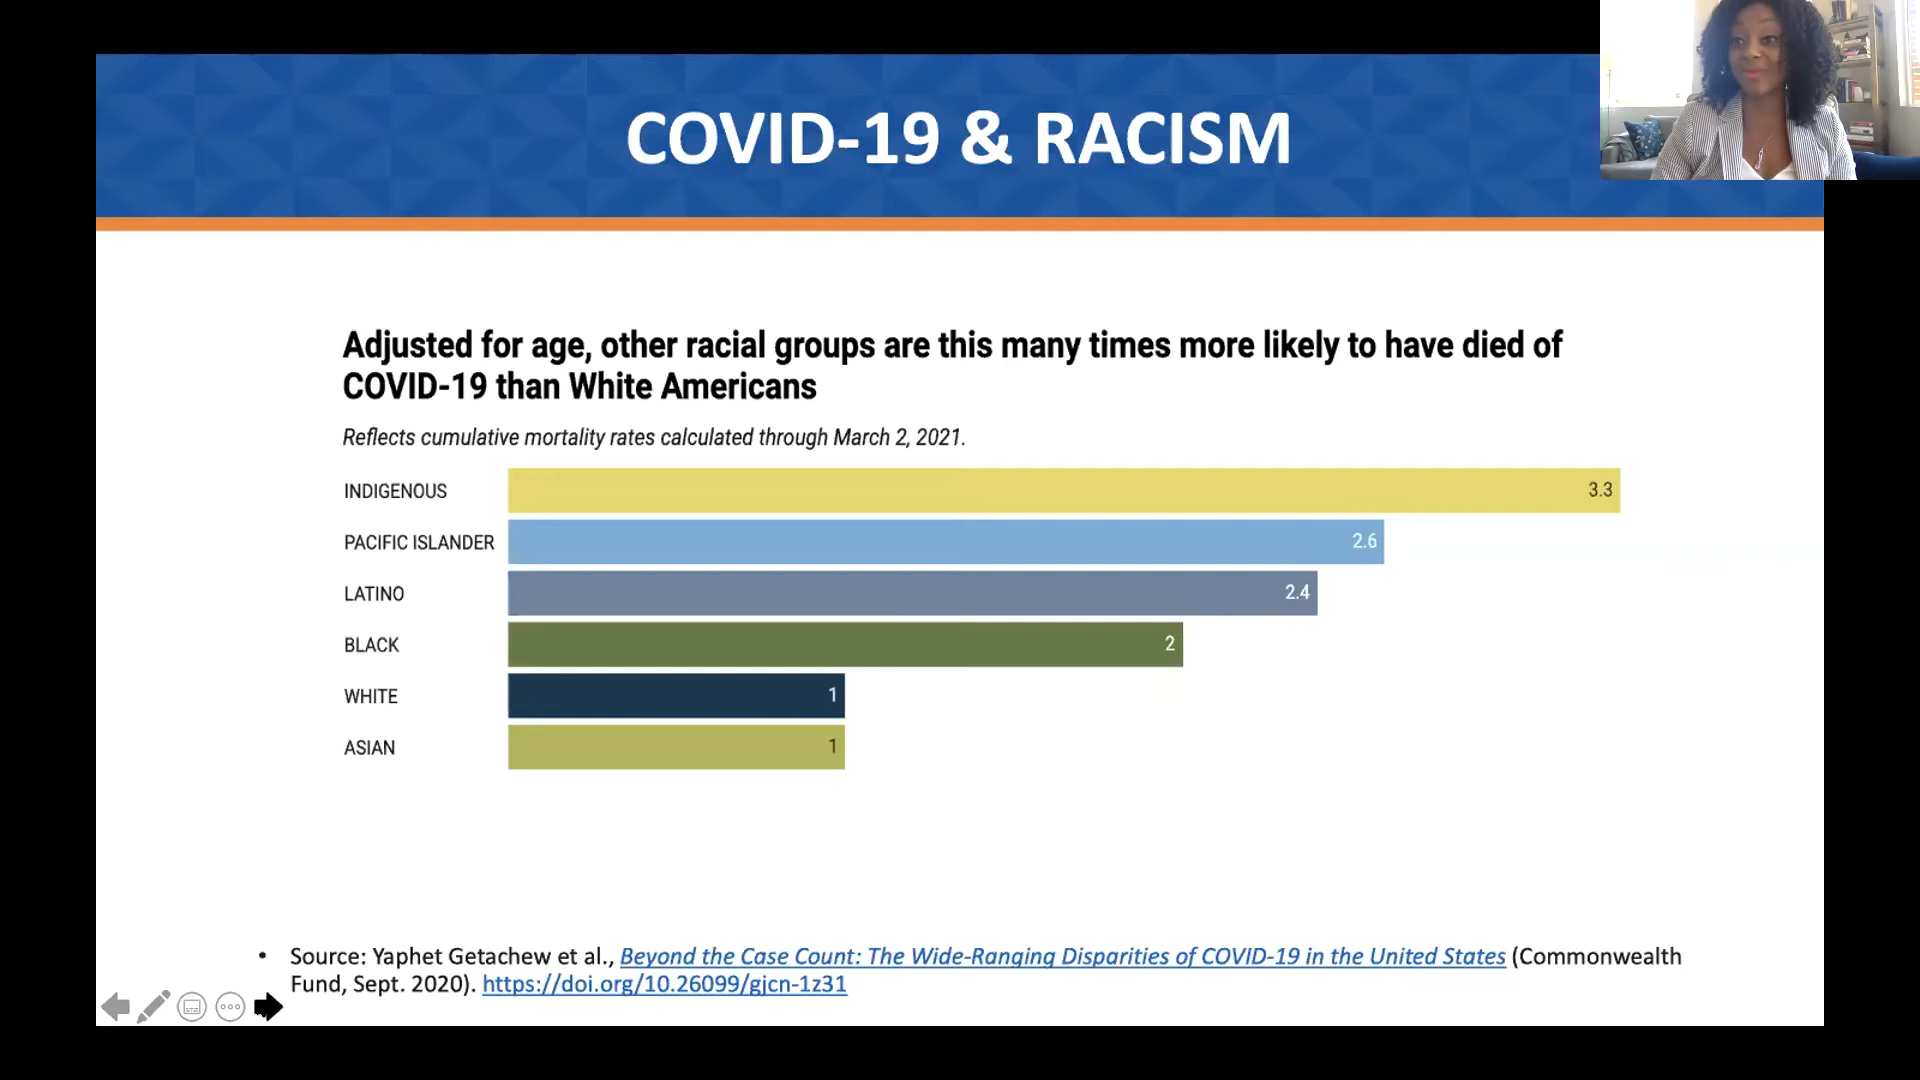 COVID-19 & RACISM
Adjusted for age, other racial groups are this many times more likely to have died of
COVID-19 than White Americans
Reflects cumulative mortality rates calculated through March 2, 2021.
INDIGENOUS 3.3
PACIFIC ISLANDER 2.6
LATINO 2.4
BLACK 2
WHITE 1
ASIAN 1
• Source: Yaphet Getachew et al., Beyond the Case Count: The Wide-Ranging Disparities of COVID-19 in the United States (Commonwealth
Fund, Sept. 2020). https://doi.org/10.26099/gjcn-1z31